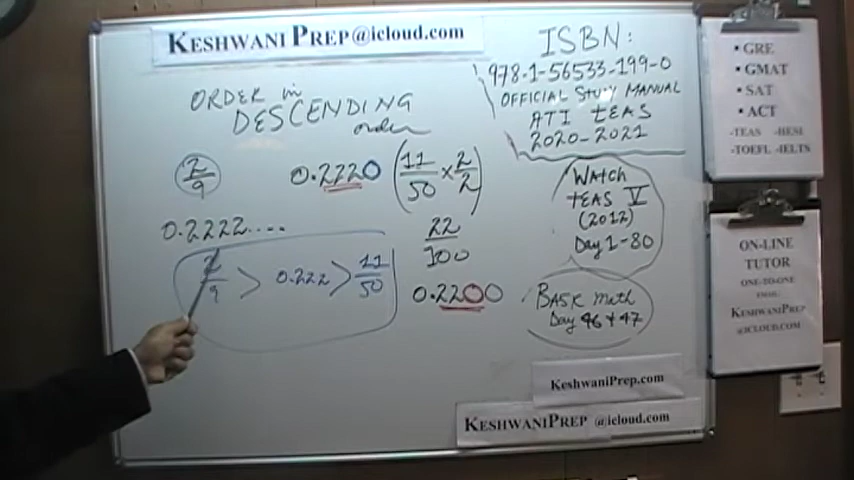 KESHWANIPREP@icloud.com
ORDER in
DESCENDING
order
2/9
0.2220
(11/50 × 2/2)
0.2222....
22/100
0.2200
2/9 > 0.222 > 11/50
ISBN:
978-1-56533-199-0
OFFICIAL STUDY MANUAL
ATI TEAS
2020-2021
WATCH
TEAS V
(2012)
Day 1-80
BASIC Math
Day 46 + 47
KeshwaniPrep.com
KESHWANIPREP @icloud.com
• GRE
• GMAT
• SAT
• ACT
-TEAS -HESI
-TOEFL -IELTS
ON-LINE
TUTOR
ONE-TO-ONE
EMAIL
KESHWANIPREP
@ICLOUD.COM